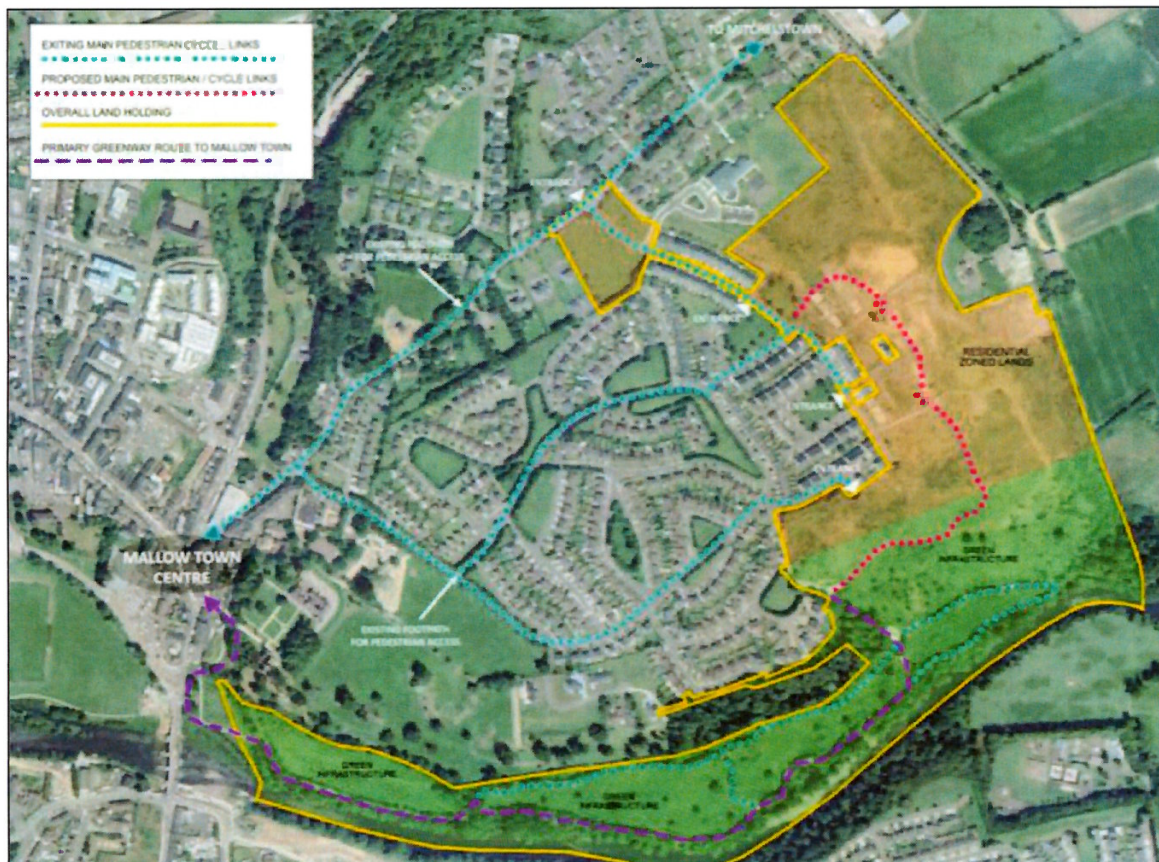 EXITING MAIN PEDESTRIAN CYCLE LINKS
PROPOSED MAIN PEDESTRIAN / CYCLE LINKS
OVERALL LAND HOLDING
PRIMARY GREENWAY ROUTE TO MALLOW TOWN
TO MITCHELSTOWN
ENTRANCE
EXISTING FOOTPATH
FOR PEDESTRIAN ACCESS
ENTRANCE
RESIDENTIAL
ZONED LANDS
ENTRANCE
ENTRANCE
MALLOW TOWN
CENTRE
GREEN
INFRASTRUCTURE
EXISTING FOOTPATH
FOR PEDESTRIAN ACCESS
GREEN
INFRASTRUCTURE
GREEN
INFRASTRUCTURE